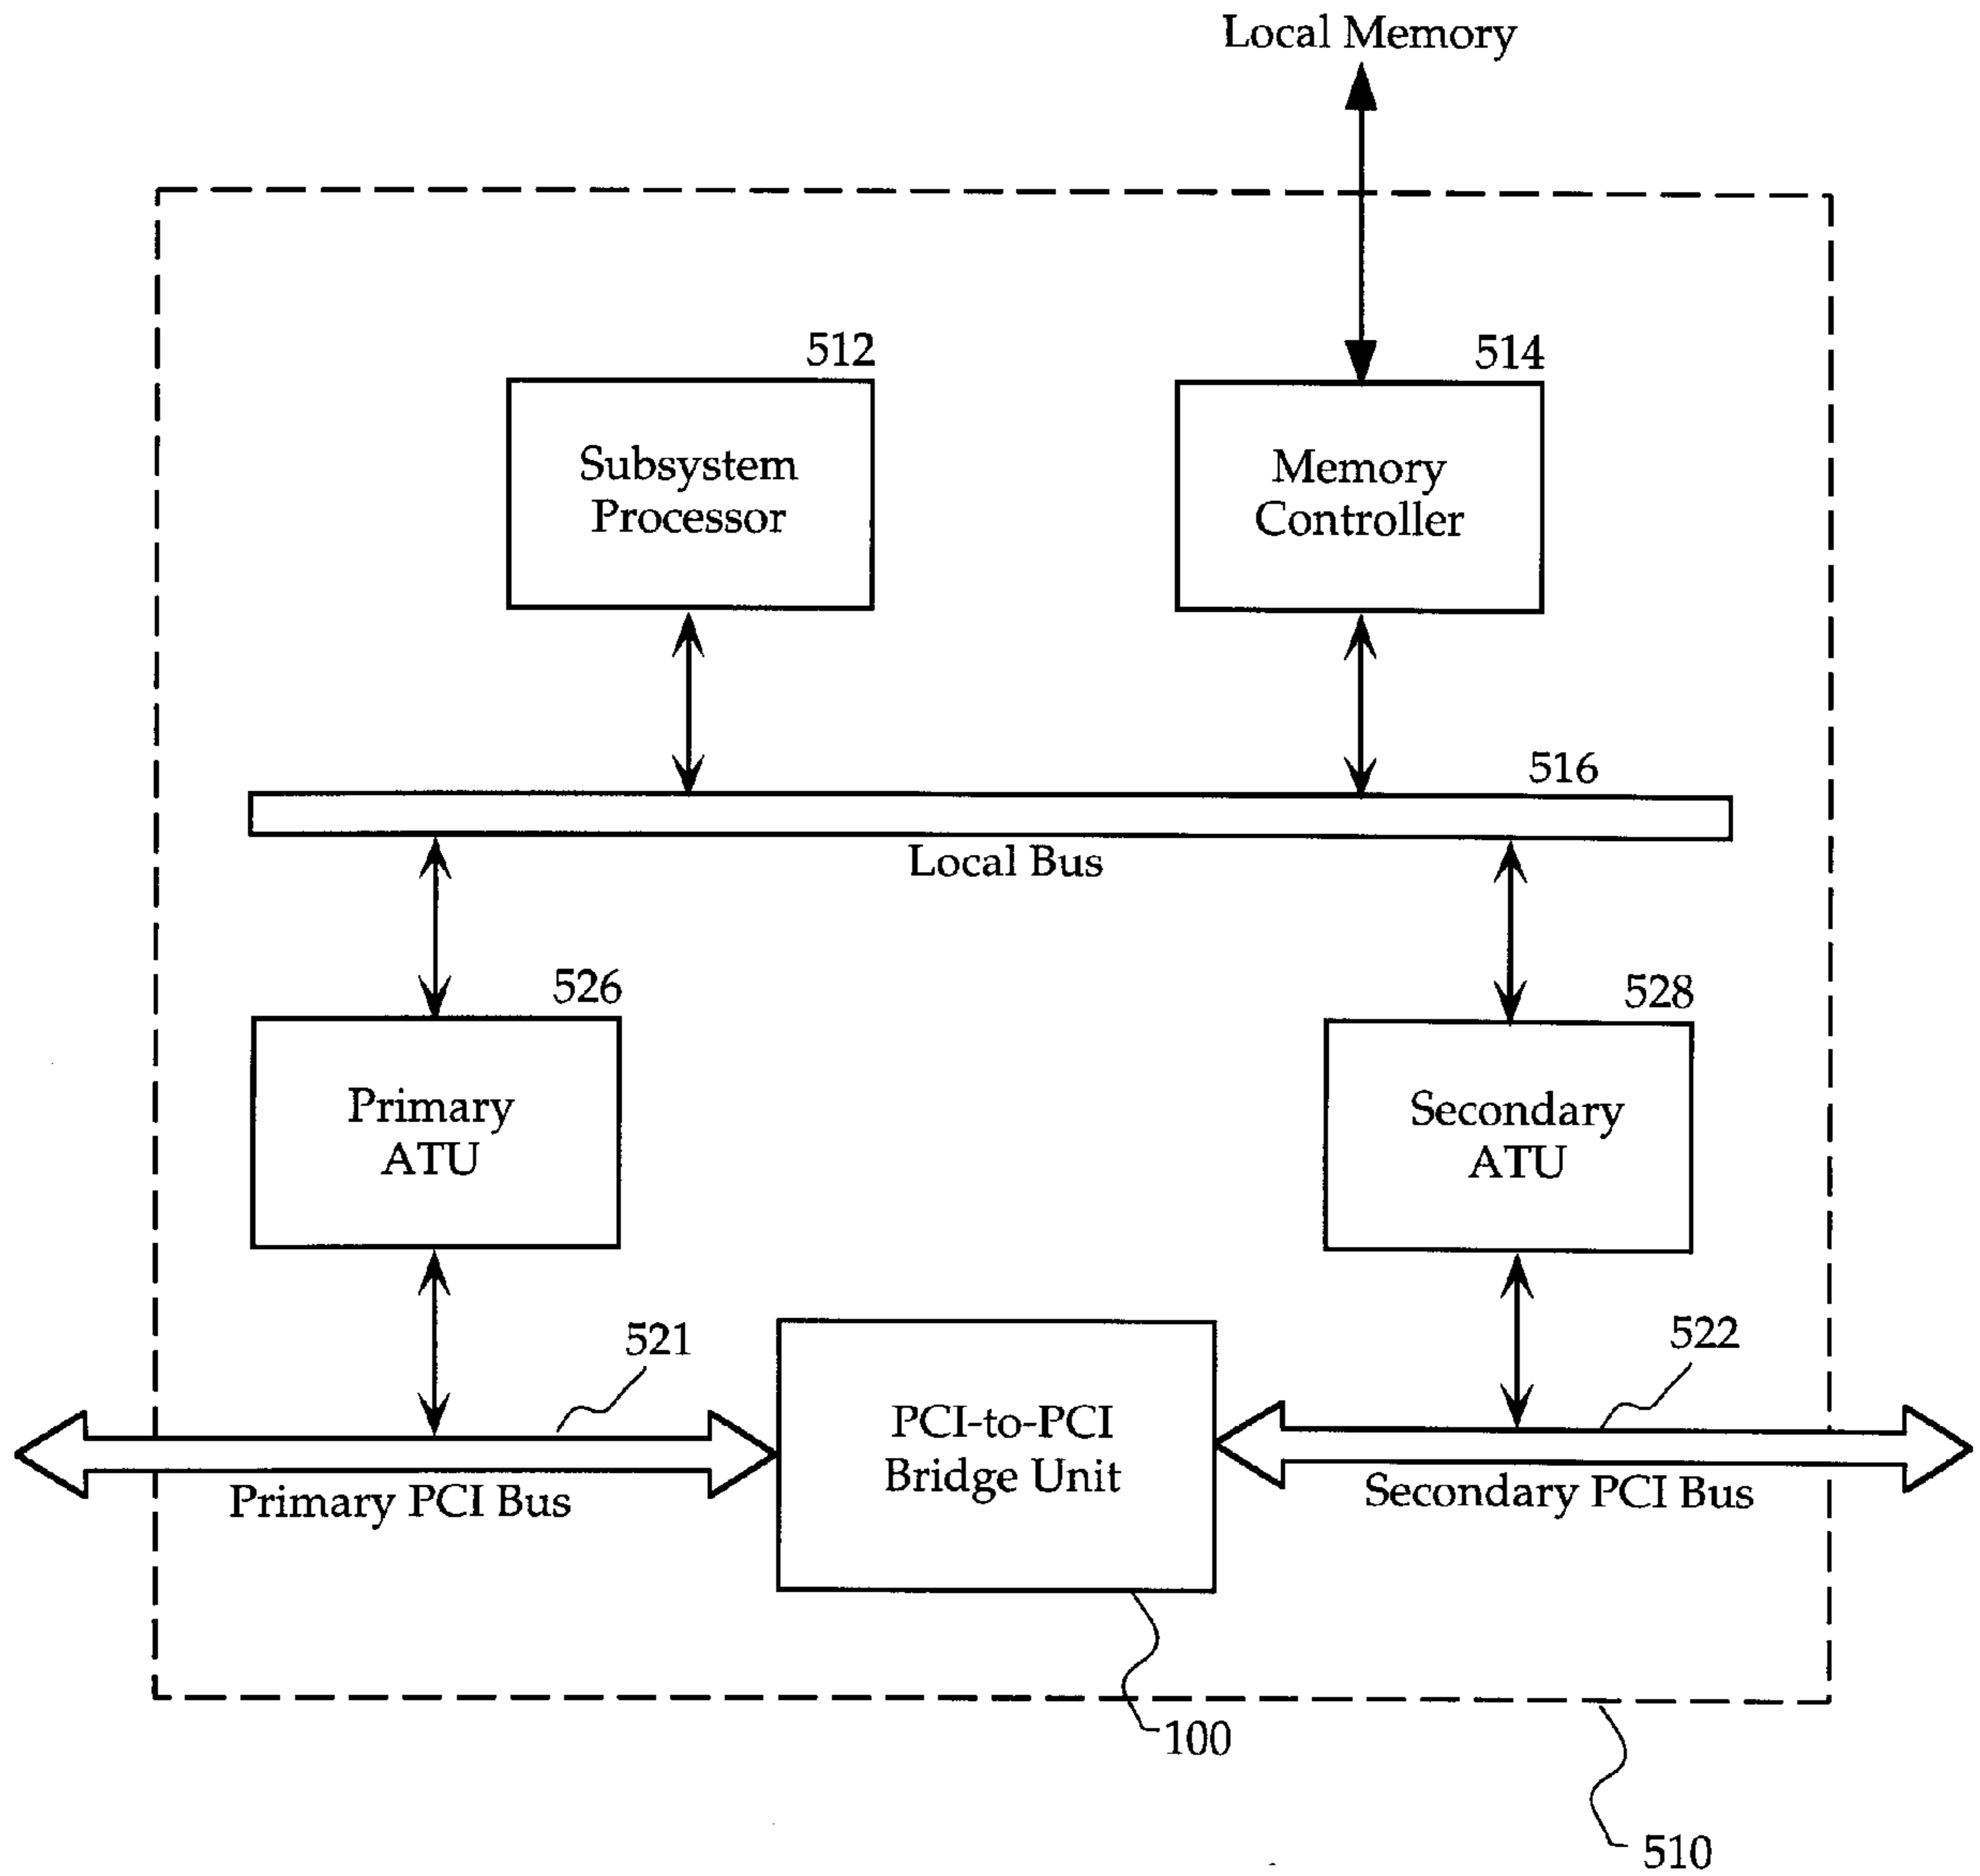 Local Memory
512
514
Subsystem
Processor
Memory
Controller
516
Local Bus
526
528
Primary
ATU
Secondary
ATU
521
522
PCI-to-PCI
Bridge Unit
Primary PCI Bus
Secondary PCI Bus
100
510